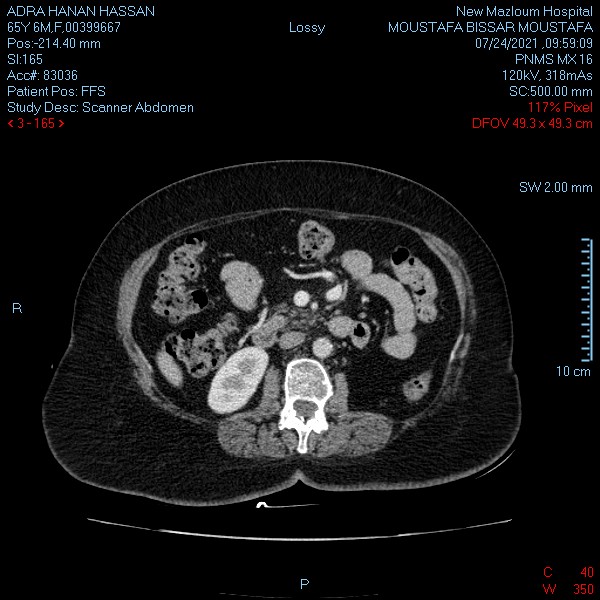 ADRA HANAN HASSAN
65Y 6M,F,00399667
Pos:-214.40 mm
SI:165
Acc#: 83036
Patient Pos: FFS
Study Desc: Scanner Abdomen
< 3 - 165 >
Lossy
New Mazloum Hospital
MOUSTAFA BISSAR MOUSTAFA
07/24/2021 ,09:59:09
PNMS MX 16
120kV, 318mAs
SC:500.00 mm
117% Pixel
DFOV 49.3 x 49.3 cm
SW 2.00 mm
R
10 cm
P
C 40
W 350